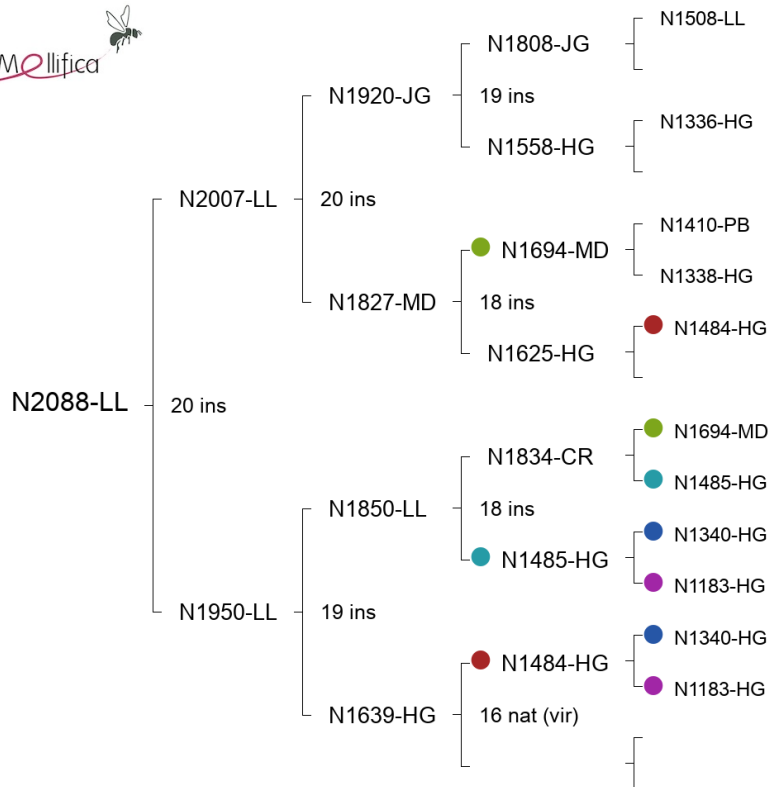 Mellifica
N1508-LL
N1808-JG
N1920-JG
19 ins
N1336-HG
N1558-HG
N2007-LL
20 ins
N1410-PB
N1694-MD
N1338-HG
N1827-MD
18 ins
N1484-HG
N1625-HG
N2088-LL
20 ins
N1694-MD
N1834-CR
N1485-HG
N1850-LL
18 ins
N1340-HG
N1485-HG
N1183-HG
N1950-LL
19 ins
N1340-HG
N1484-HG
N1183-HG
N1639-HG
16 nat (vir)